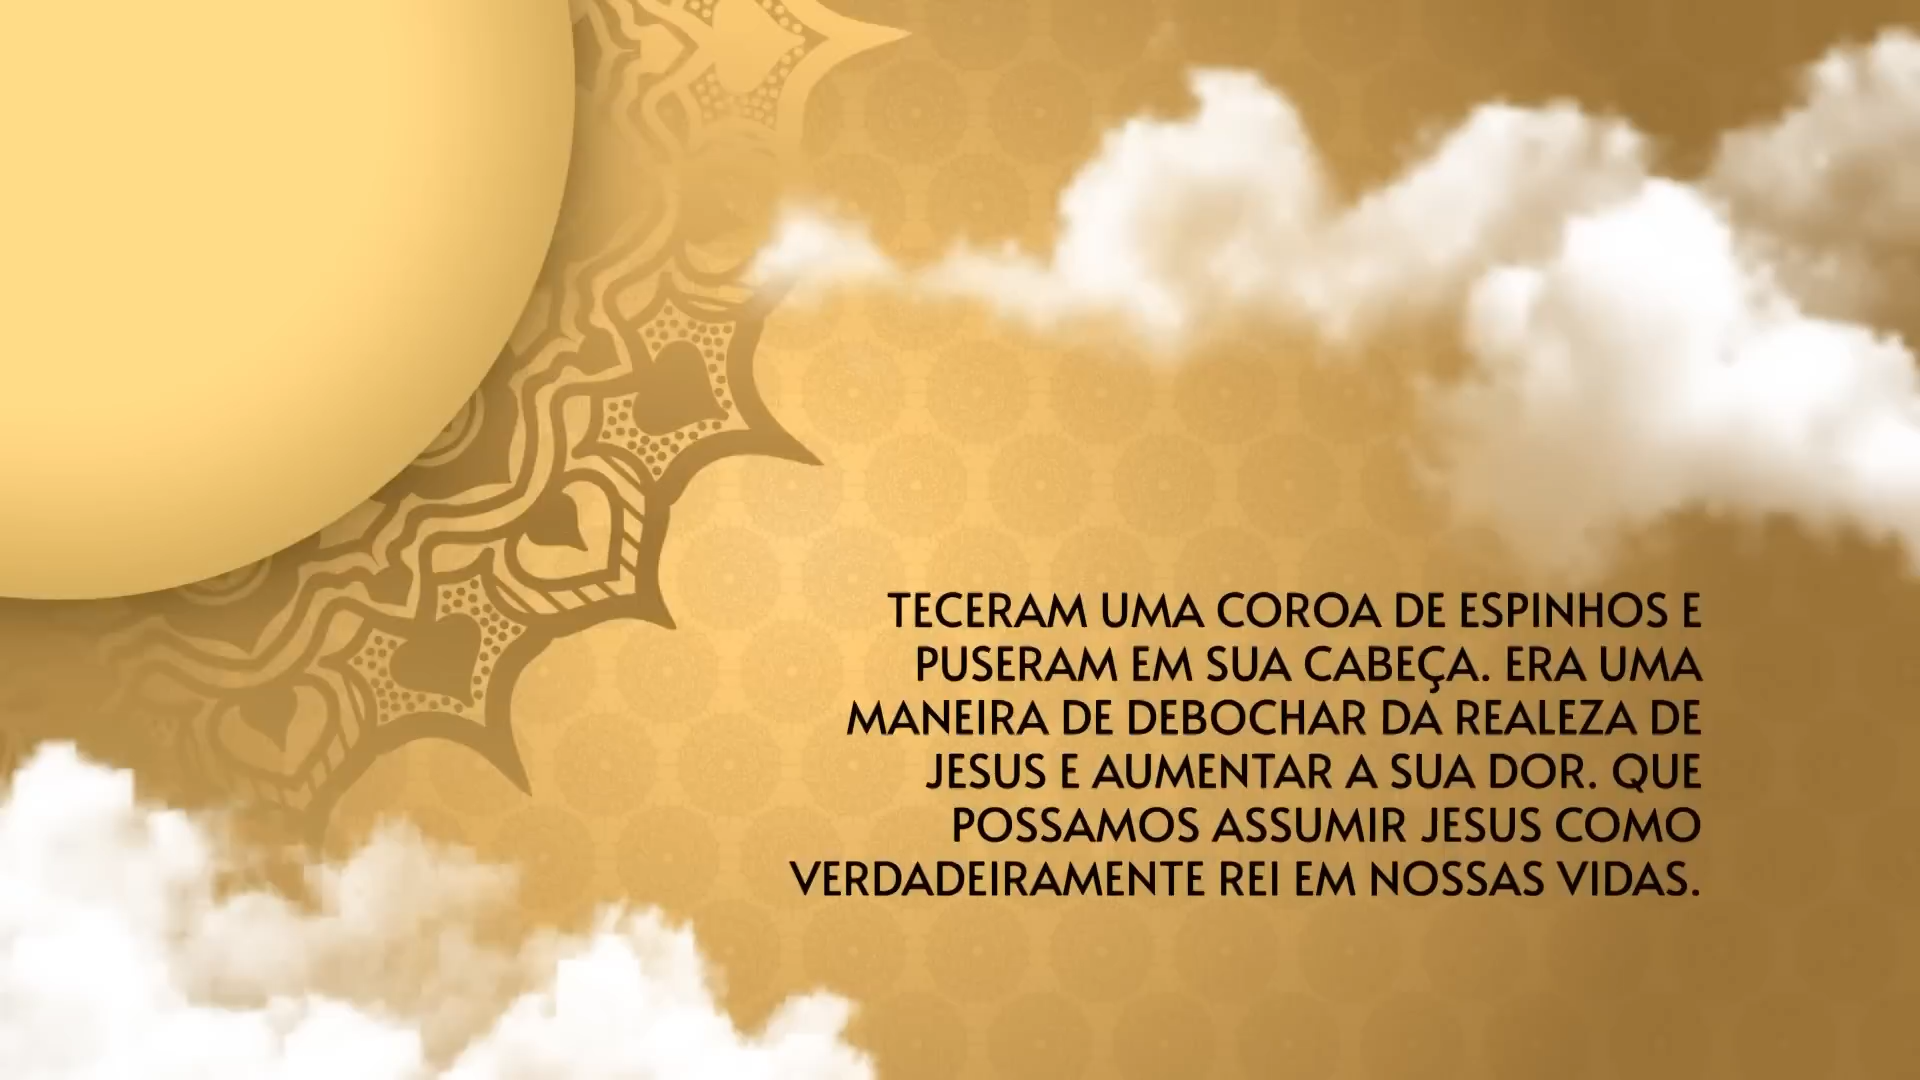 TECERAM UMA COROA DE ESPINHOS E
PUSERAM EM SUA CABEÇA. ERA UMA
MANEIRA DE DEBOCHAR DA REALEZA DE
JESUS E AUMENTAR A SUA DOR. QUE
POSSAMOS ASSUMIR JESUS COMO
VERDADEIRAMENTE REI EM NOSSAS VIDAS.